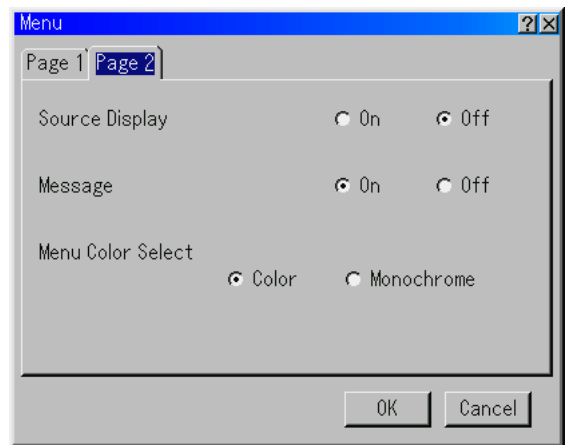 Menu
Page 1 Page 2
Source Display On Off
Message On Off
Menu Color Select
Color Monochrome
OK Cancel